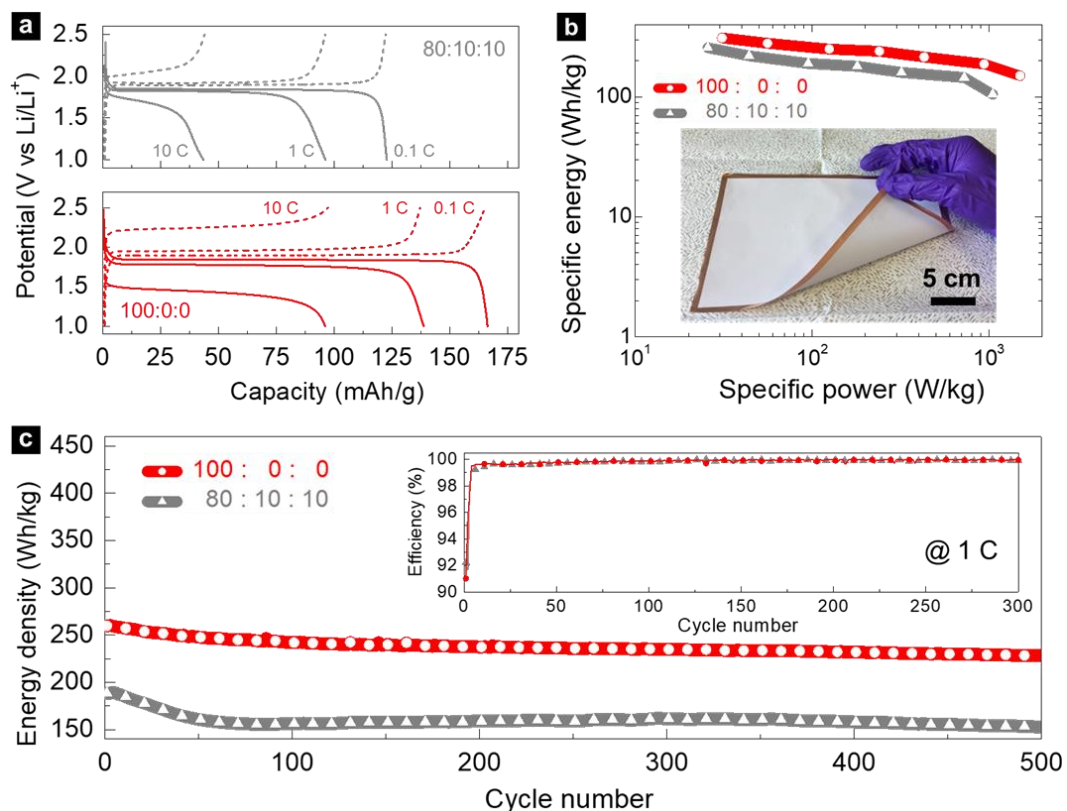 a
Potential (V vs Li/Li⁺)
2.5
2.0
1.5
1.0
80:10:10
10 C
1 C
0.1 C
2.5
2.0
1.5
1.0
10 C
1 C
0.1 C
100:0:0
0
25
50
75
100
125
150
175
Capacity (mAh/g)
b
Specific energy (Wh/kg)
100
10
1
100 : 0 : 0
80 : 10 : 10
5 cm
10¹
10²
10³
Specific power (W/kg)
c
Energy density (Wh/kg)
450
400
350
300
250
200
150
100 : 0 : 0
80 : 10 : 10
Efficiency (%)
100
98
96
94
92
90
@ 1 C
0
50
100
150
200
250
300
Cycle number
0
100
200
300
400
500
Cycle number